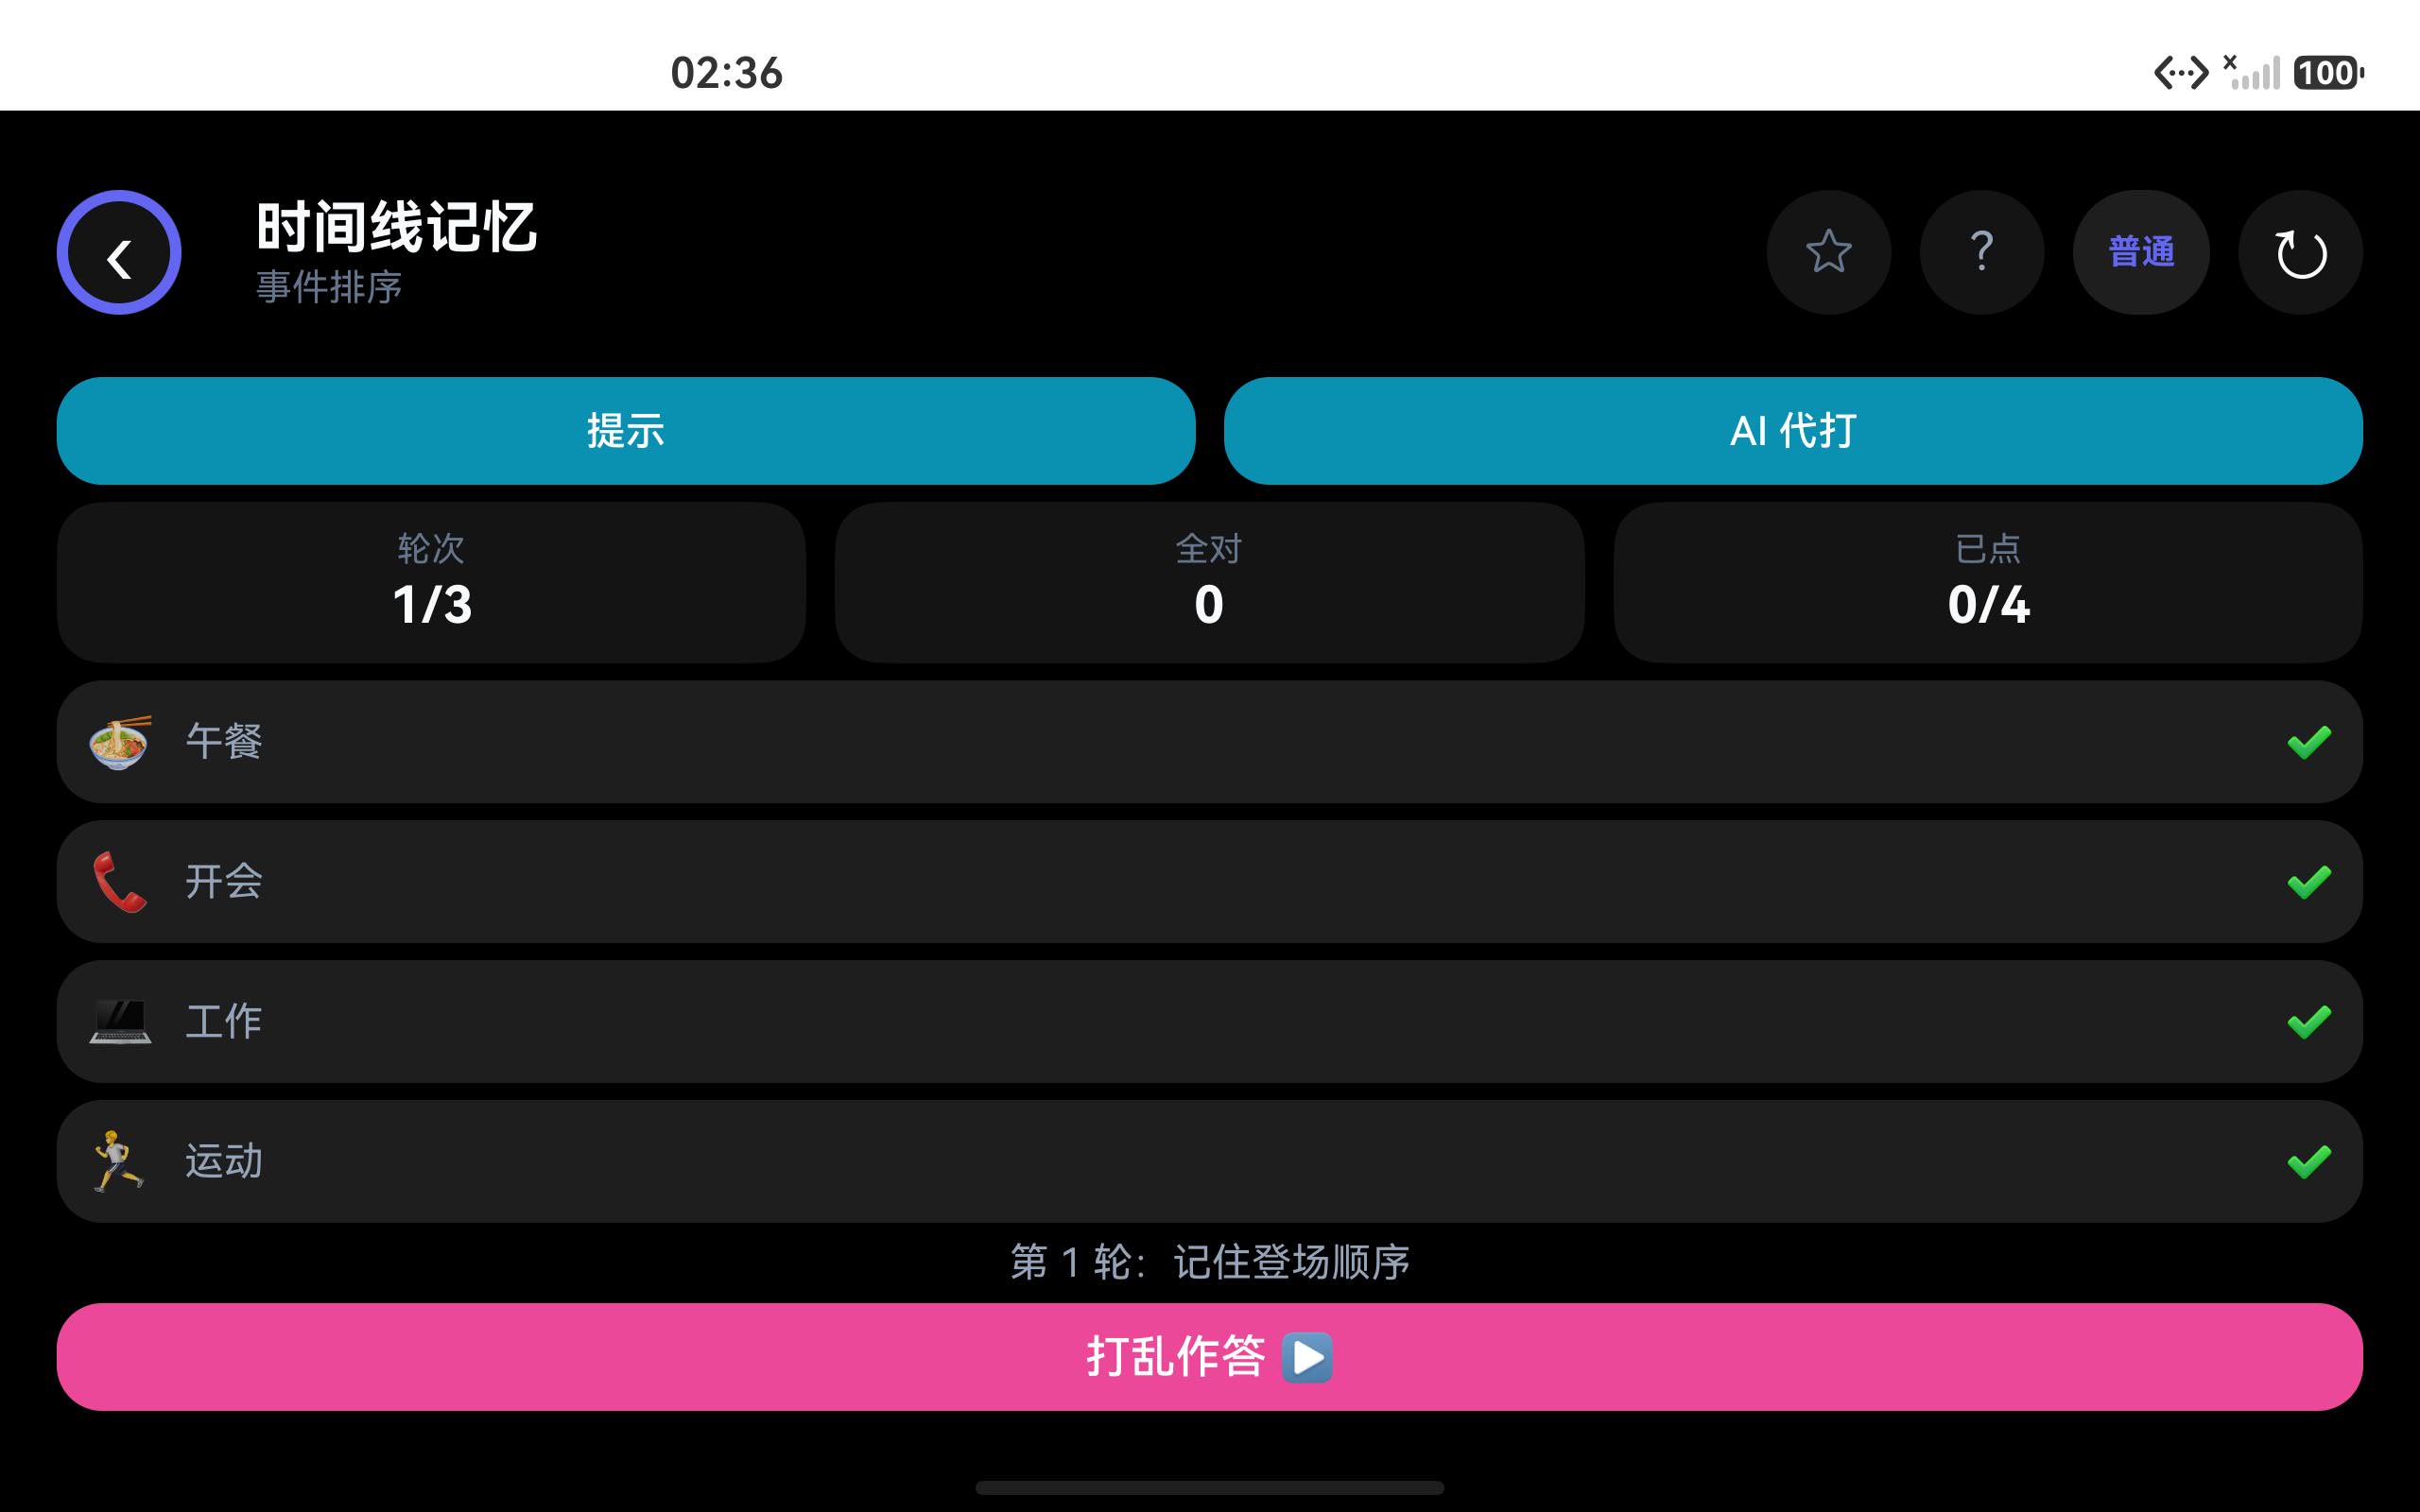 02:36
100
时间线记忆
事件排序
?
普通
提示
AI 代打
轮次
1/3
全对
0
已点
0/4
午餐
开会
工作
运动
第 1 轮：记住登场顺序
打乱作答